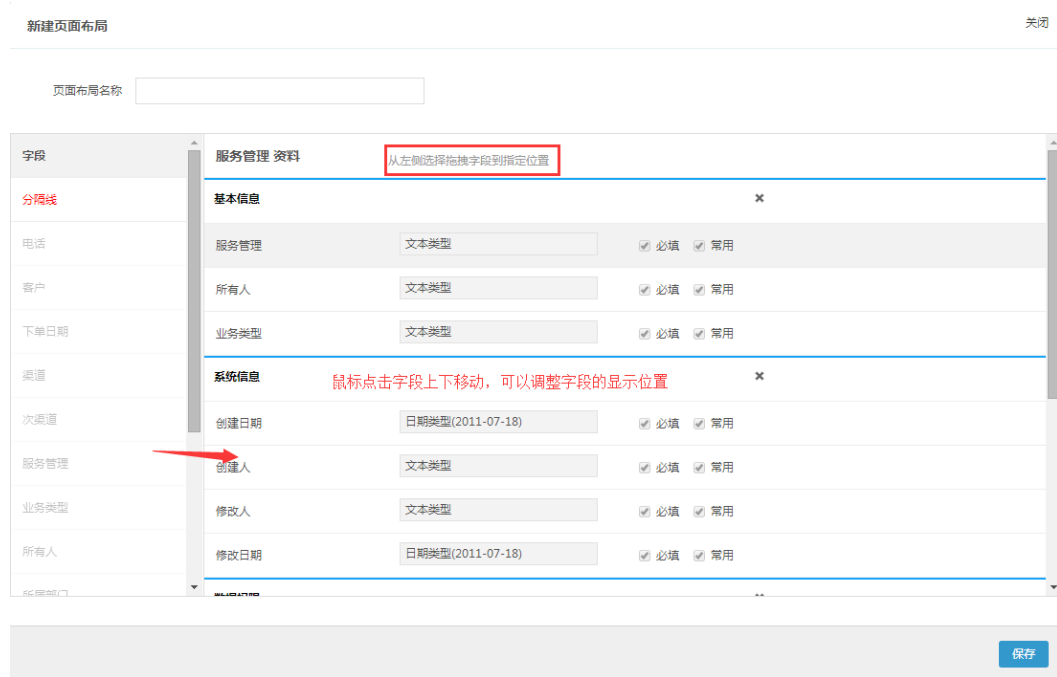 新建页面布局
关闭
页面布局名称
字段
服务管理 资料
从左侧选择拖拽字段到指定位置
分隔线
基本信息
电话
服务管理 文本类型 必填 常用
客户
所有人 文本类型 必填 常用
下单日期
业务类型 文本类型 必填 常用
渠道
系统信息
鼠标点击字段上下移动，可以调整字段的显示位置
次渠道
创建日期 日期类型(2011-07-18) 必填 常用
服务管理
创建人 文本类型 必填 常用
业务类型
修改人 文本类型 必填 常用
所有人
修改日期 日期类型(2011-07-18) 必填 常用
所属部门
数据权限
保存